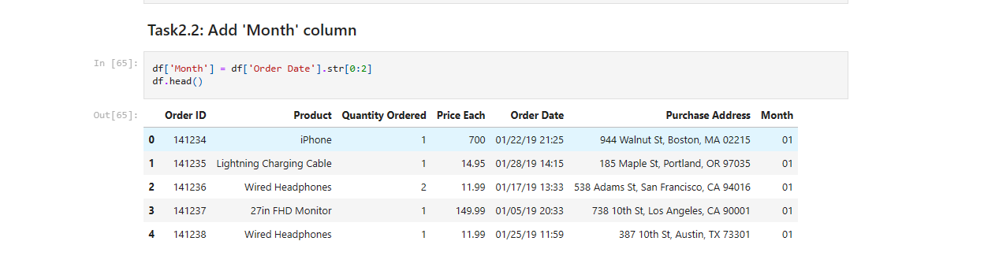 Task2.2: Add 'Month' column
In [65]:
df['Month'] = df['Order Date'].str[0:2]
df.head()
Out[65]:
Order ID Product Quantity Ordered Price Each Order Date Purchase Address Month
0 141234 iPhone 1 700 01/22/19 21:25 944 Walnut St, Boston, MA 02215 01
1 141235 Lightning Charging Cable 1 14.95 01/28/19 14:15 185 Maple St, Portland, OR 97035 01
2 141236 Wired Headphones 2 11.99 01/17/19 13:33 538 Adams St, San Francisco, CA 94016 01
3 141237 27in FHD Monitor 1 149.99 01/05/19 20:33 738 10th St, Los Angeles, CA 90001 01
4 141238 Wired Headphones 1 11.99 01/25/19 11:59 387 10th St, Austin, TX 73301 01